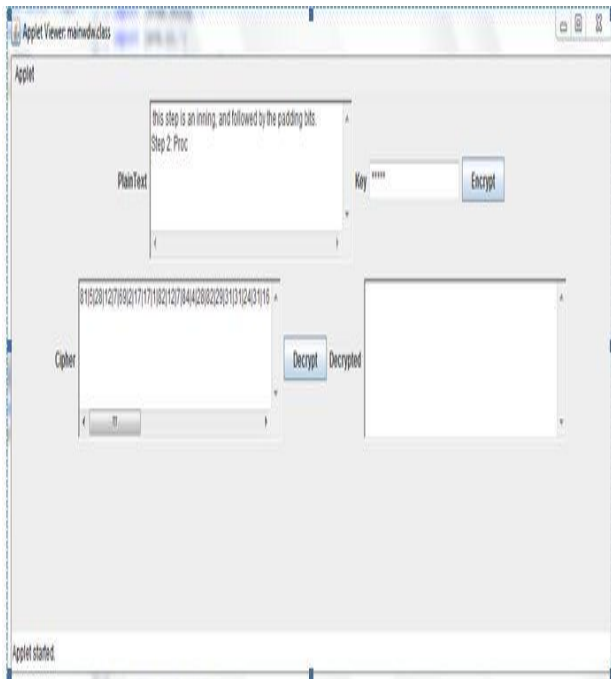 Applet Viewer: mainwdw.class
Applet
this step is an inning, and followed by the padding bits.
Step 2: Proc
PlainText
Key
*****
Encrypt
81|5|28|12|7|69|2|17|17|1|82|12|7|84|4|28|82|29|31|31|24|31|16
Cipher
Decrypt
Decrypted
Applet started.